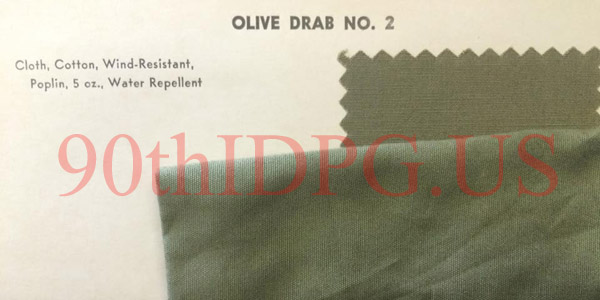 OLIVE DRAB NO. 2
Cloth, Cotton, Wind-Resistant,
Poplin, 5 oz., Water Repellent
90thIDPG.US